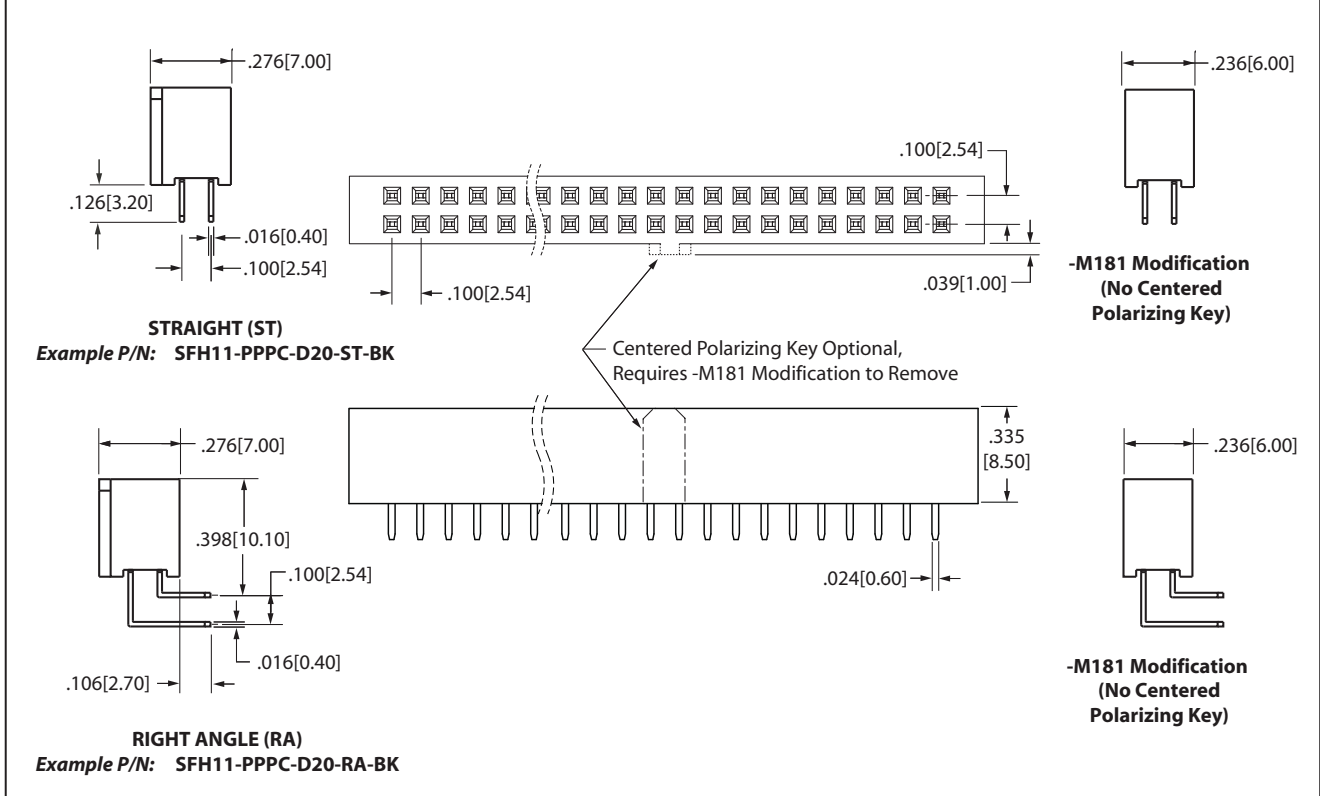 .276[7.00]
.126[3.20]
.016[0.40]
.100[2.54]
STRAIGHT (ST)
Example P/N: SFH11-PPPC-D20-ST-BK
.100[2.54]
.100[2.54]
.039[1.00]
Centered Polarizing Key Optional,
Requires -M181 Modification to Remove
.236[6.00]
-M181 Modification
(No Centered
Polarizing Key)
.276[7.00]
.398[10.10]
.100[2.54]
.016[0.40]
.106[2.70]
RIGHT ANGLE (RA)
Example P/N: SFH11-PPPC-D20-RA-BK
.335
[8.50]
.024[0.60]
.236[6.00]
-M181 Modification
(No Centered
Polarizing Key)